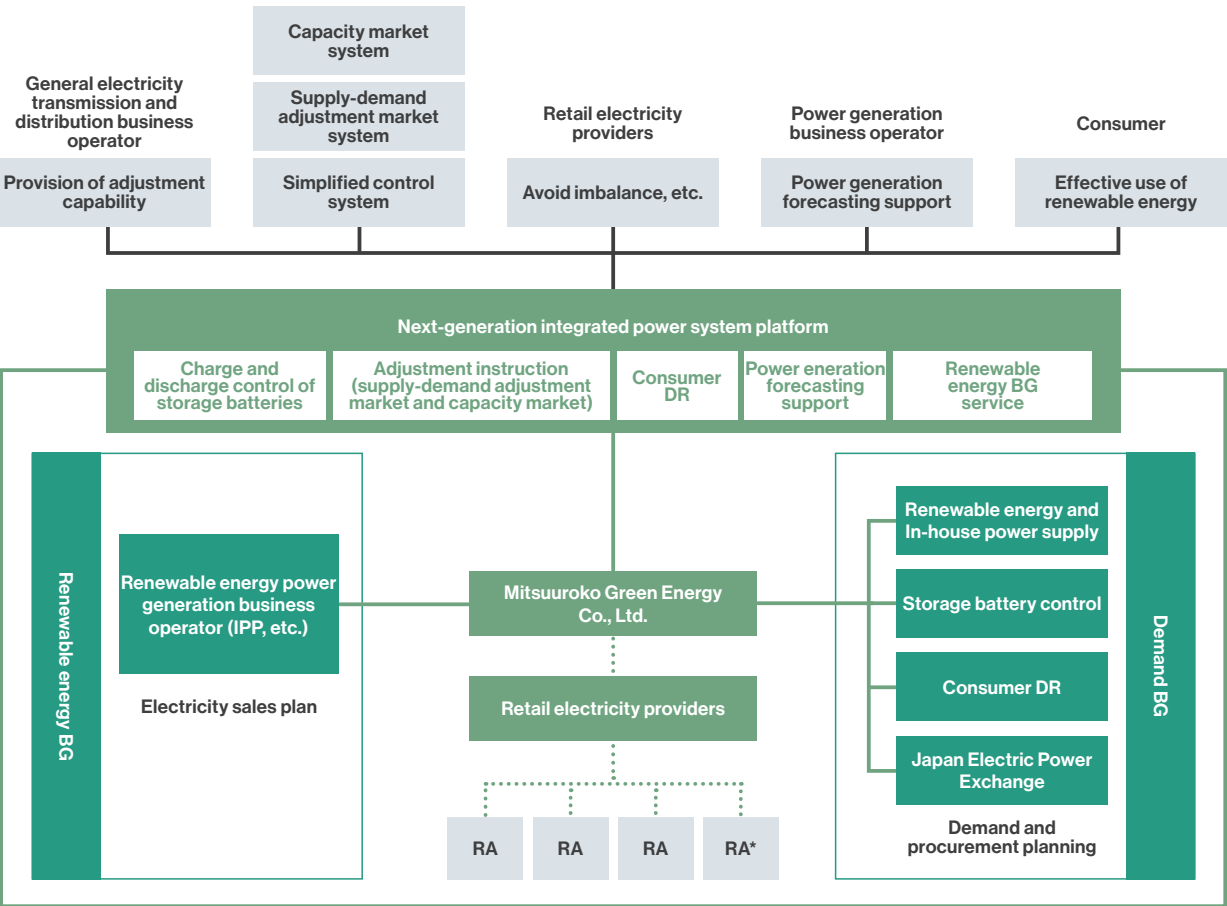 Capacity market
system
General electricity
transmission and
distribution business
operator
Supply-demand
adjustment market
system
Retail electricity
providers
Power generation
business operator
Consumer
Provision of adjustment
capability
Simplified control
system
Avoid imbalance, etc.
Power generation
forecasting support
Effective use of
renewable energy
Next-generation integrated power system platform
Charge and
discharge control of
storage batteries
Adjustment instruction
(supply-demand adjustment
market and capacity market)
Consumer
DR
Power eneration
forecasting
support
Renewable
energy BG
service
Renewable energy BG
Renewable energy power
generation business
operator (IPP, etc.)
Electricity sales plan
Mitsuuroko Green Energy
Co., Ltd.
Retail electricity providers
RA
RA
RA
RA*
Renewable energy and
In-house power supply
Storage battery control
Consumer DR
Japan Electric Power
Exchange
Demand and
procurement planning
Demand BG